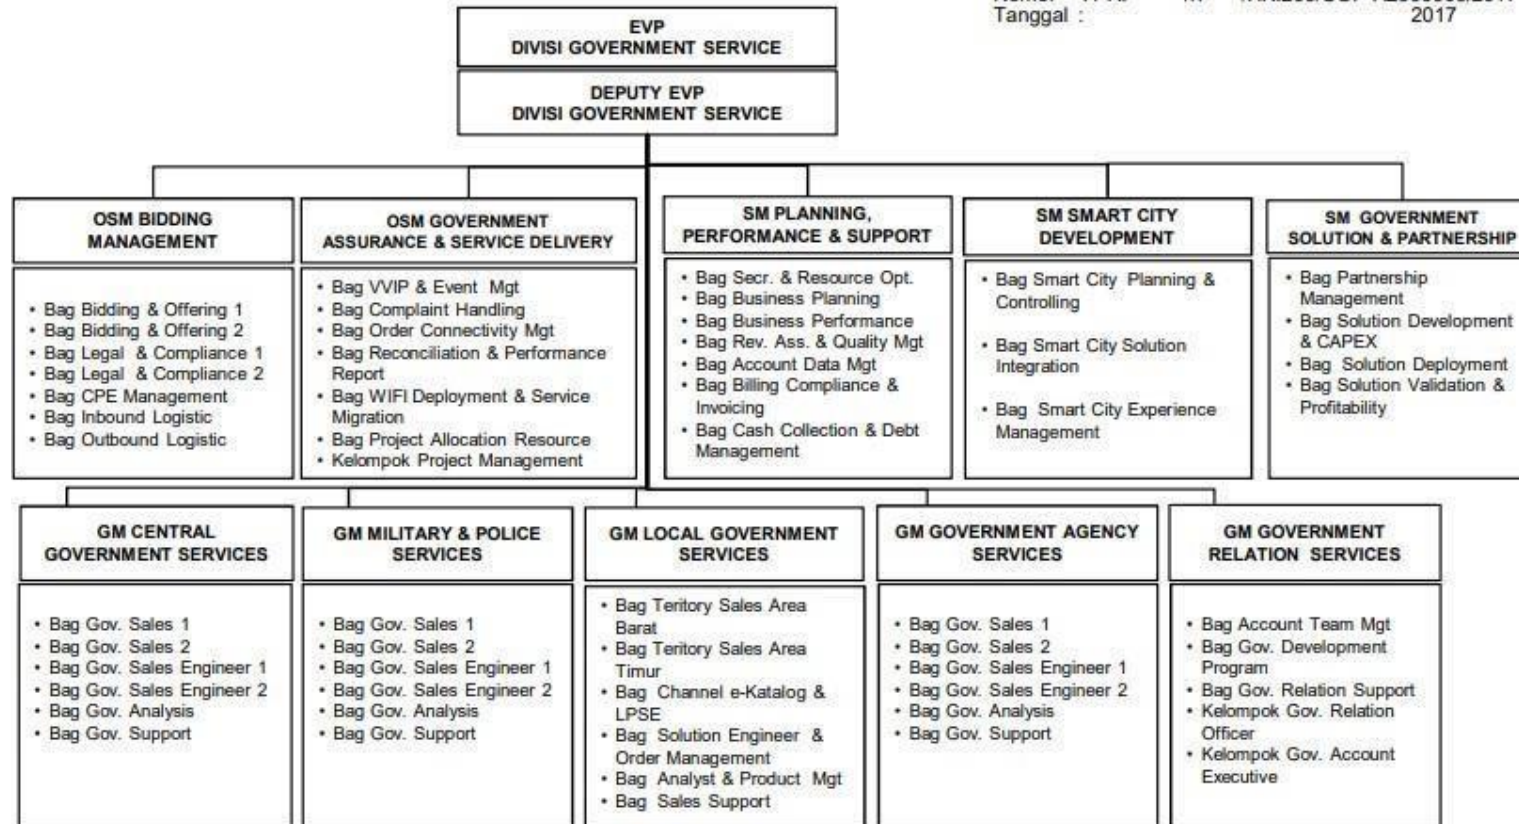 Tanggal :
2017
EVP
DIVISI GOVERNMENT SERVICE
DEPUTY EVP
DIVISI GOVERNMENT SERVICE
OSM BIDDING
MANAGEMENT
• Bag Bidding & Offering 1
• Bag Bidding & Offering 2
• Bag Legal & Compliance 1
• Bag Legal & Compliance 2
• Bag CPE Management
• Bag Inbound Logistic
• Bag Outbound Logistic
OSM GOVERNMENT
ASSURANCE & SERVICE DELIVERY
• Bag VVIP & Event Mgt
• Bag Complaint Handling
• Bag Order Connectivity Mgt
• Bag Reconciliation & Performance
Report
• Bag WIFI Deployment & Service
Migration
• Bag Project Allocation Resource
• Kelompok Project Management
SM PLANNING,
PERFORMANCE & SUPPORT
• Bag Secr. & Resource Opt.
• Bag Business Planning
• Bag Business Performance
• Bag Rev. Ass. & Quality Mgt
• Bag Account Data Mgt
• Bag Billing Compliance &
Invoicing
• Bag Cash Collection & Debt
Management
SM SMART CITY
DEVELOPMENT
• Bag Smart City Planning &
Controlling
• Bag Smart City Solution
Integration
• Bag Smart City Experience
Management
SM GOVERNMENT
SOLUTION & PARTNERSHIP
• Bag Partnership
Management
• Bag Solution Development
& CAPEX
• Bag Solution Deployment
• Bag Solution Validation &
Profitability
GM CENTRAL
GOVERNMENT SERVICES
• Bag Gov. Sales 1
• Bag Gov. Sales 2
• Bag Gov. Sales Engineer 1
• Bag Gov. Sales Engineer 2
• Bag Gov. Analysis
• Bag Gov. Support
GM MILITARY & POLICE
SERVICES
• Bag Gov. Sales 1
• Bag Gov. Sales 2
• Bag Gov. Sales Engineer 1
• Bag Gov. Sales Engineer 2
• Bag Gov. Analysis
• Bag Gov. Support
GM LOCAL GOVERNMENT
SERVICES
• Bag Teritory Sales Area
Barat
• Bag Teritory Sales Area
Timur
• Bag Channel e-Katalog &
LPSE
• Bag Solution Engineer &
Order Management
• Bag Analyst & Product Mgt
• Bag Sales Support
GM GOVERNMENT AGENCY
SERVICES
• Bag Gov. Sales 1
• Bag Gov. Sales 2
• Bag Gov. Sales Engineer 1
• Bag Gov. Sales Engineer 2
• Bag Gov. Analysis
• Bag Gov. Support
GM GOVERNMENT
RELATION SERVICES
• Bag Account Team Mgt
• Bag Gov. Development
Program
• Bag Gov. Relation Support
• Kelompok Gov. Relation
Officer
• Kelompok Gov. Account
Executive